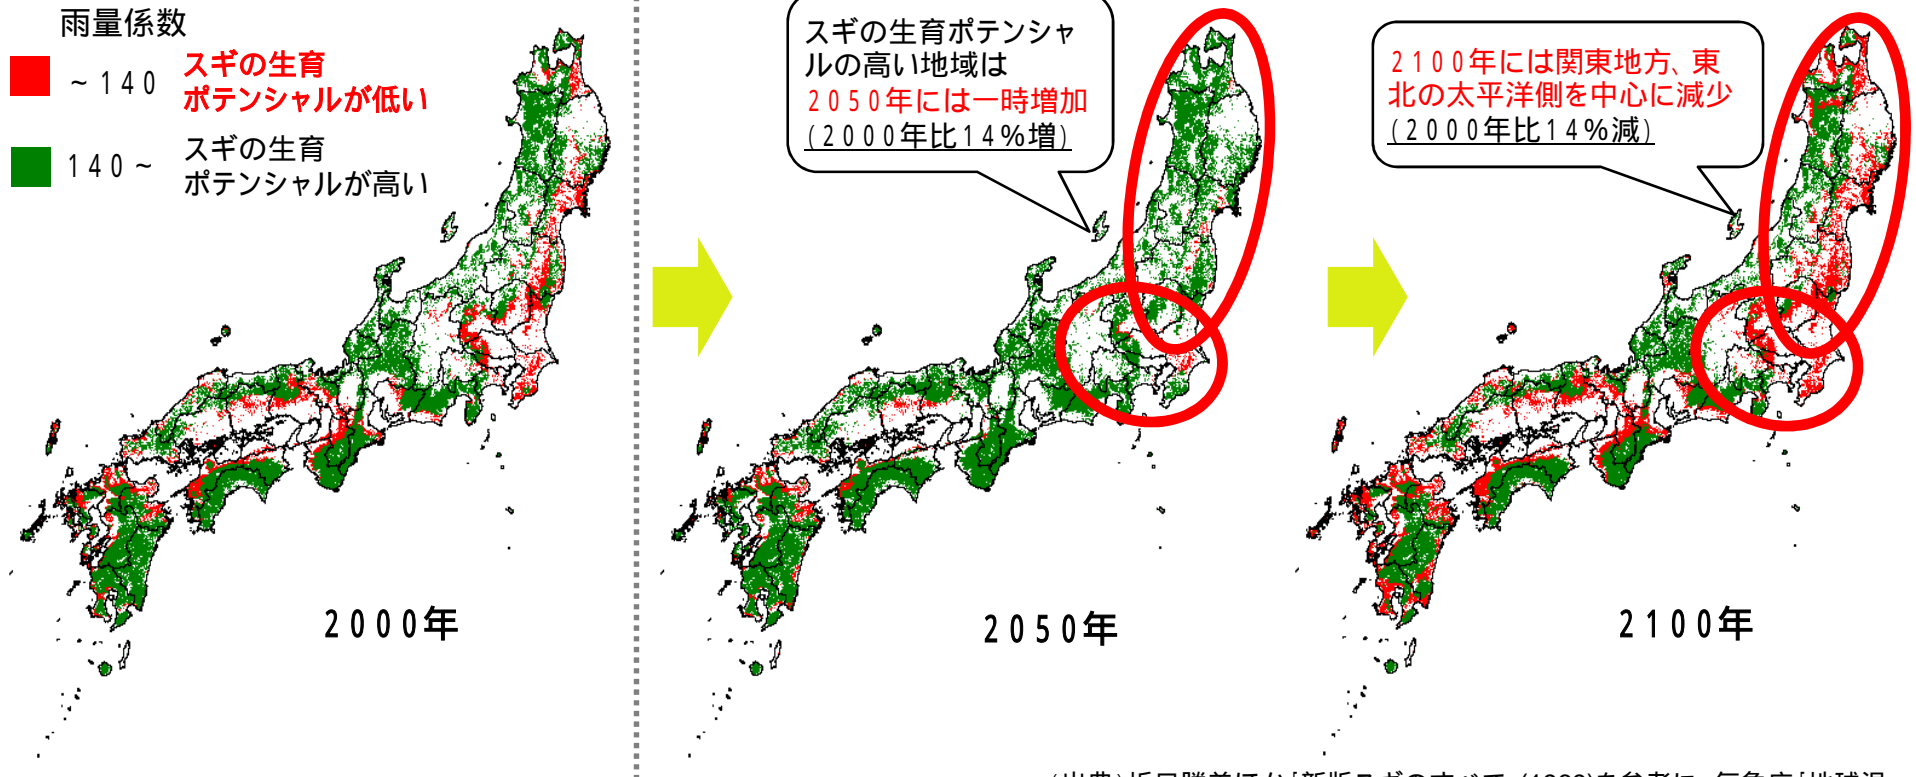 雨量係数
~140
スギの生育
ポテンシャルが低い
140~
スギの生育
ポテンシャルが高い
2000年
スギの生育ポテンシャ
ルの高い地域は
2050年には一時増加
(2000年比14%増)
2050年
2100年には関東地方、東
北の太平洋側を中心に減少
(2000年比14%減)
2100年